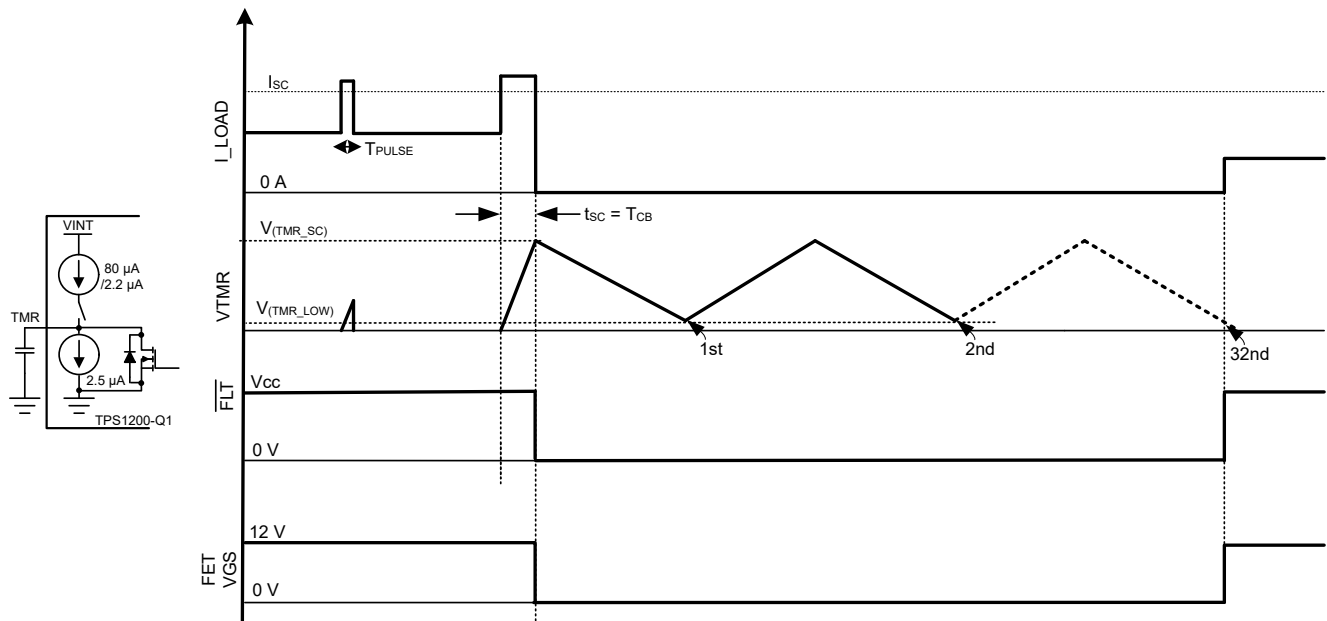 ISC
I_LOAD
TPULSE
0 A
tSC = TCB
V(TMR_SC)
VTMR
V(TMR_LOW)
1st
2nd
32nd
VINT
80 µA
/2.2 µA
TMR
2.5 µA
TPS1200-Q1
Vcc
FLT
0 V
12 V
FET
VGS
0 V